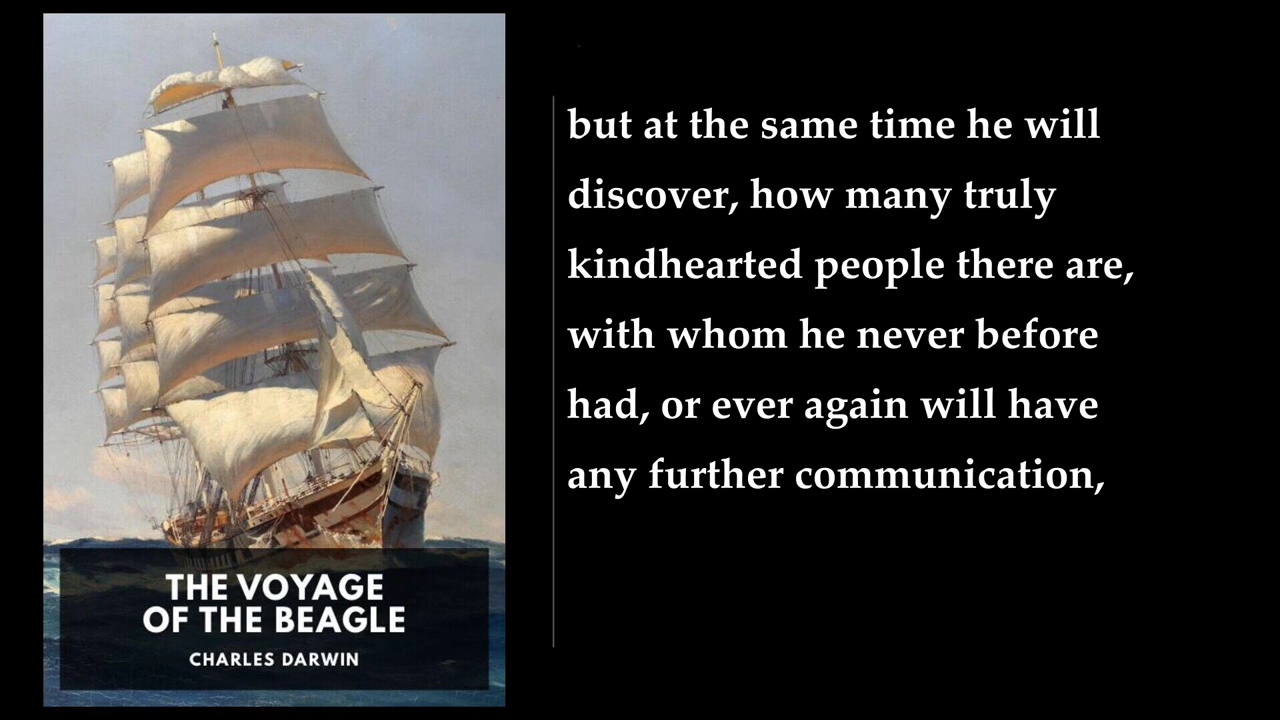 but at the same time he will
discover, how many truly
kindhearted people there are,
with whom he never before
had, or ever again will have
any further communication,
THE VOYAGE
OF THE BEAGLE
CHARLES DARWIN